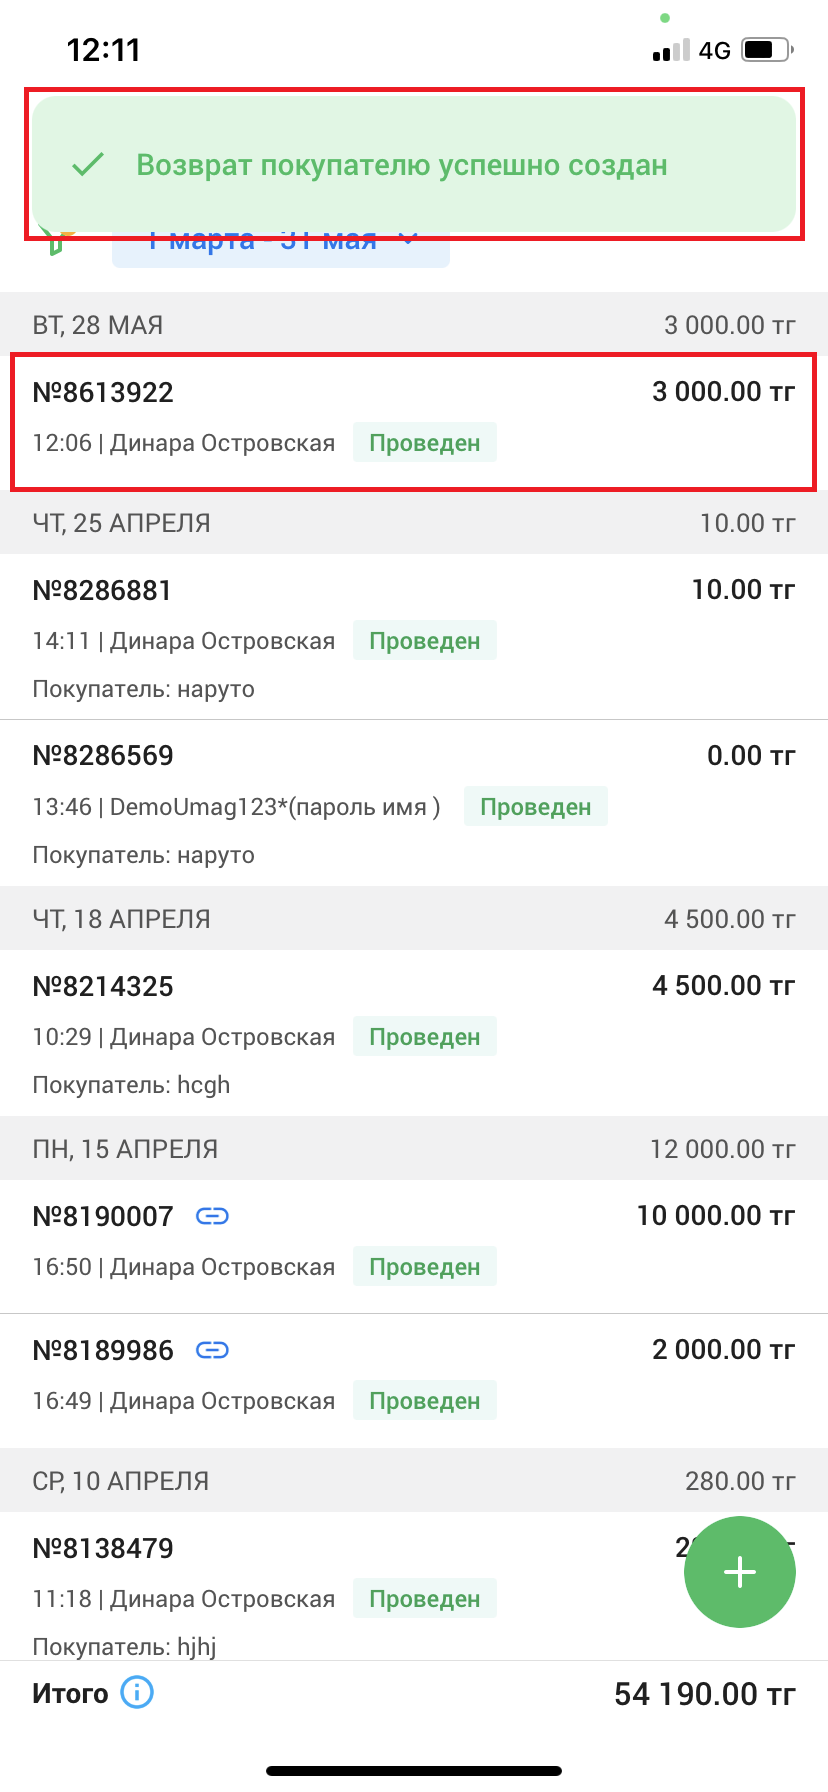 12:11
4G
Возврат покупателю успешно создан
1 марта - 31 мая
ВТ, 28 МАЯ 3 000.00 тг
№8613922 3 000.00 тг
12:06 | Динара Островская Проведен
ЧТ, 25 АПРЕЛЯ 10.00 тг
№8286881 10.00 тг
14:11 | Динара Островская Проведен
Покупатель: наруто
№8286569 0.00 тг
13:46 | DemoUmag123*(пароль имя ) Проведен
Покупатель: наруто
ЧТ, 18 АПРЕЛЯ 4 500.00 тг
№8214325 4 500.00 тг
10:29 | Динара Островская Проведен
Покупатель: hcgh
ПН, 15 АПРЕЛЯ 12 000.00 тг
№8190007 10 000.00 тг
16:50 | Динара Островская Проведен
№8189986 2 000.00 тг
16:49 | Динара Островская Проведен
СР, 10 АПРЕЛЯ 280.00 тг
№8138479
11:18 | Динара Островская Проведен
Покупатель: hjhj
Итого 54 190.00 тг